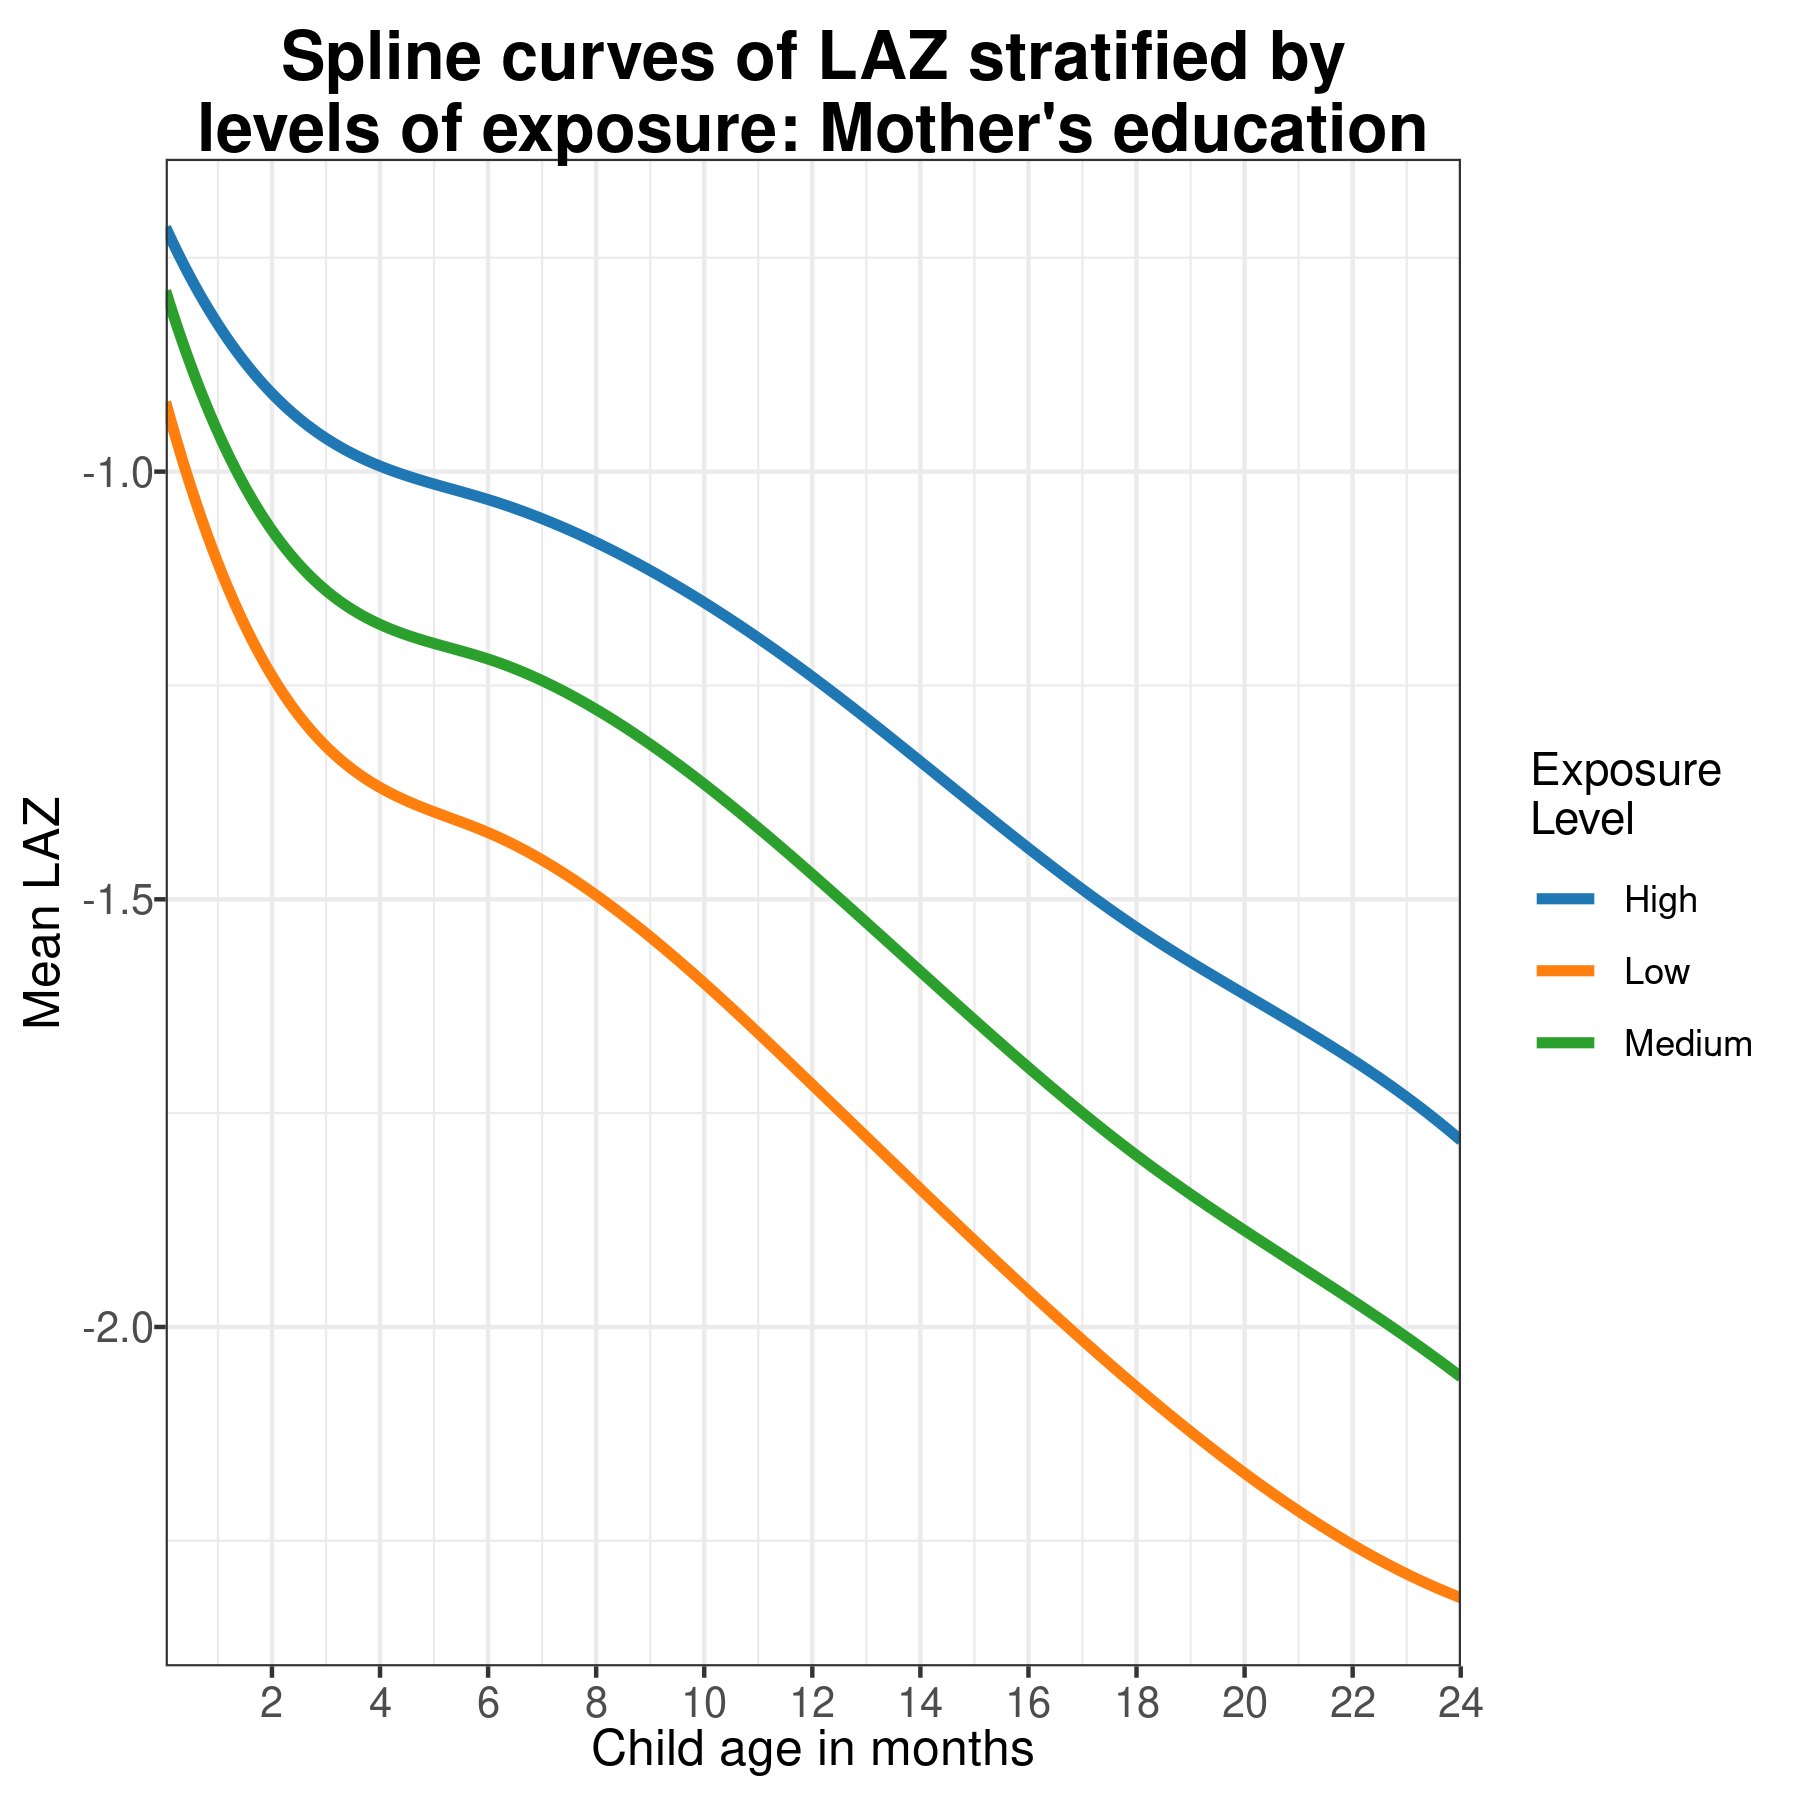 Spline curves of LAZ stratified by
levels of exposure: Mother's education
Mean LAZ
-1.0
-1.5
-2.0
2 4 6 8 10 12 14 16 18 20 22 24
Child age in months
Exposure
Level
High
Low
Medium